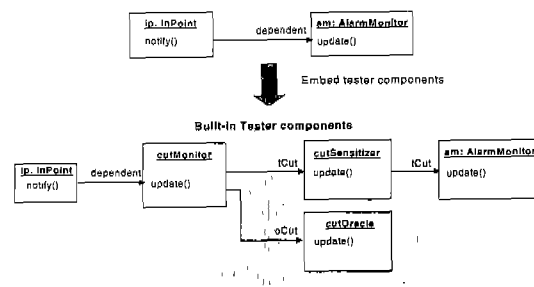 ip. InPoint
notify()
dependent
am: AlarmMonitor
update()
Embed tester components
Built-in Tester components
ip. InPoint
notify()
dependent
cutMonitor
update()
tCut
cutSensitizer
update()
tCut
am: AlarmMonitor
update()
oCut
cutOracle
update()